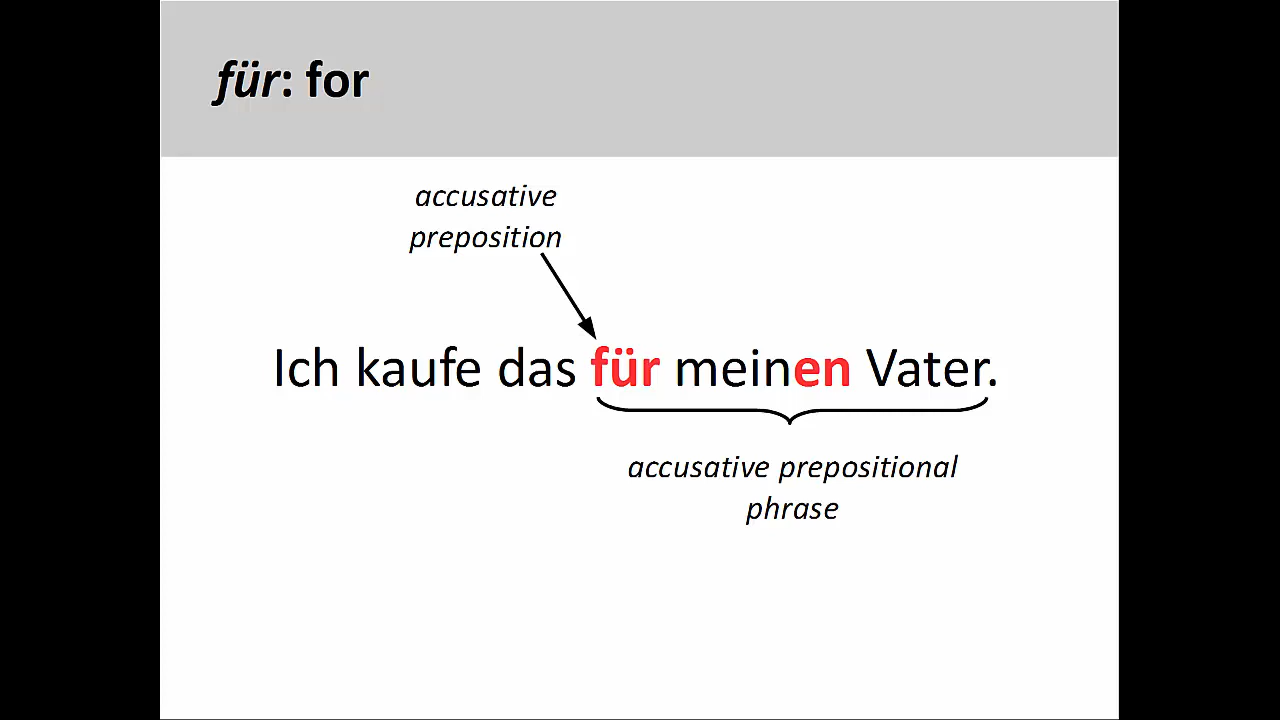 für: for
accusative
preposition
Ich kaufe das für meinen Vater.
accusative prepositional
phrase